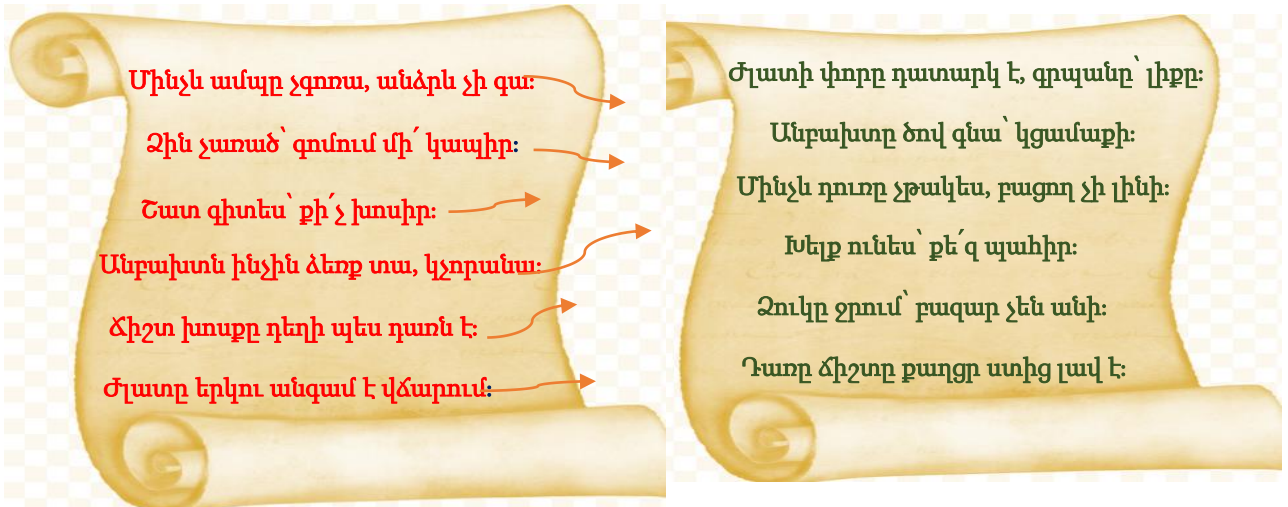 Մինչև ամպը չգոռա, անձրև չի գա:
Ձին չառած՝ գոմում մի՛ կապիր:
Շատ գիտես՝ քի՛չ խոսիր:
Անբախտն ինչին ձեռք տա, կչորանա:
Ճիշտ խոսքը դեղի պես դառն է:
Ժլատը երկու անգամ է վճարում:
Ժլատի փորը դատարկ է, գրպանը՝ լիքը:
Անբախտը ծով գնա՝ կցամաքի:
Մինչև դուռը չթակես, բացող չի լինի:
Խելք ունես՝ քե՛զ պահիր:
Ձուկը ջրում՝ բազար չեն անի:
Դառը ճիշտը քաղցր ստից լավ է: